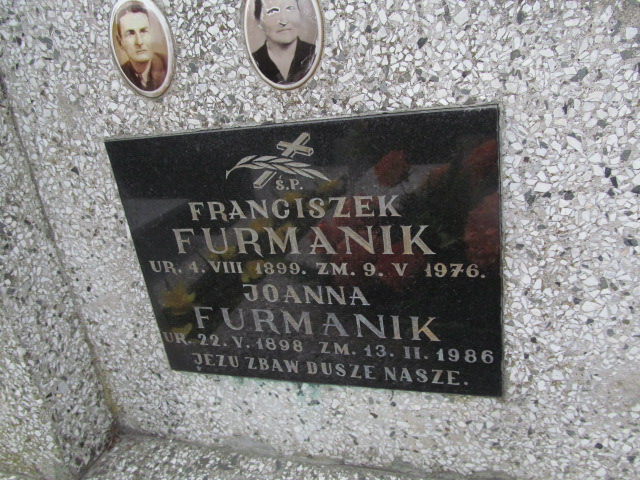 Ś.P.
FRANCISZEK
FURMANIK
UR. 4. VIII 1899. ZM. 9. V 1976.
JOANNA
FURMANIK
UR. 22. V. 1898 ZM. 13. II. 1986
JEZU ZBAW DUSZE NASZE.